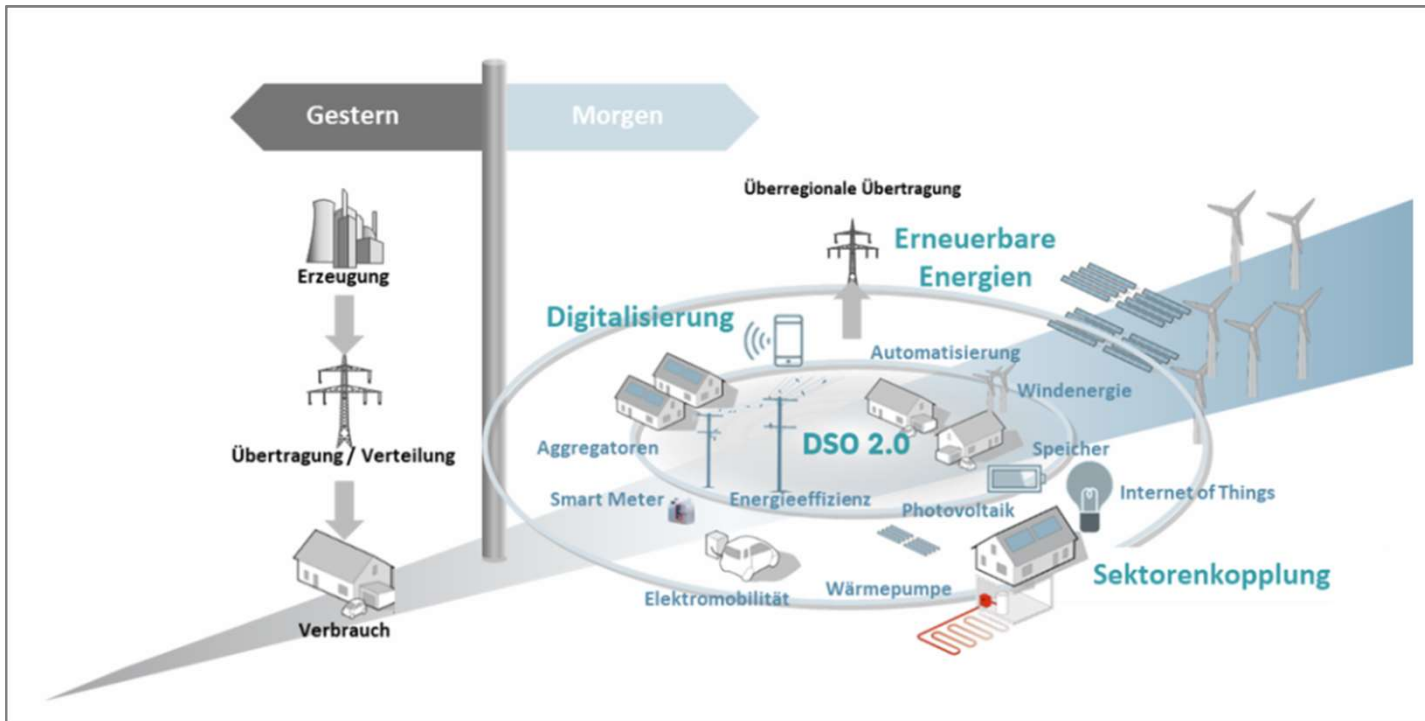 Gestern
Morgen
Erzeugung
Übertragung / Verteilung
Verbrauch
Überregionale Übertragung
Erneuerbare
Energien
Digitalisierung
Automatisierung
Windenergie
Aggregatoren
DSO 2.0
Speicher
Smart Meter
Energieeffizienz
Photovoltaik
Internet of Things
Sektorenkopplung
Wärmepumpe
Elektromobilität